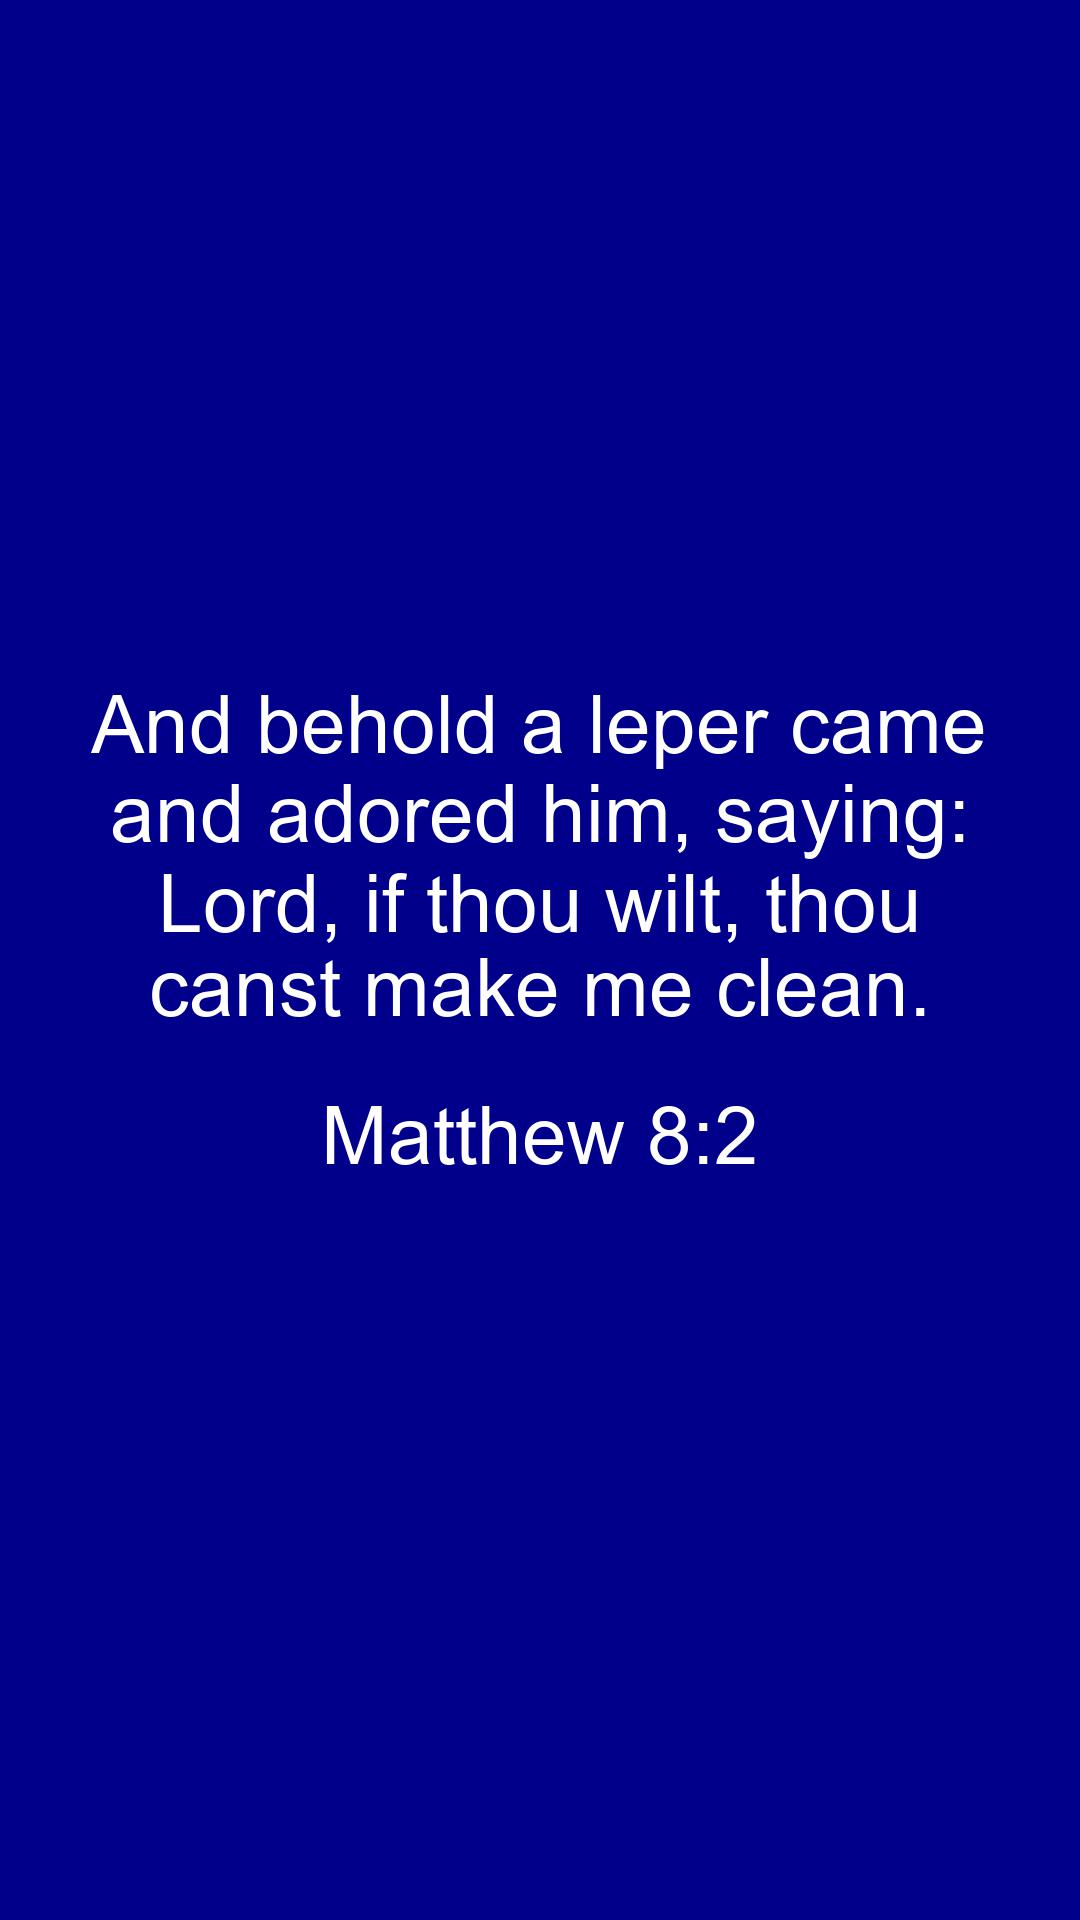 And behold a leper came
and adored him, saying:
Lord, if thou wilt, thou
canst make me clean.
Matthew 8:2